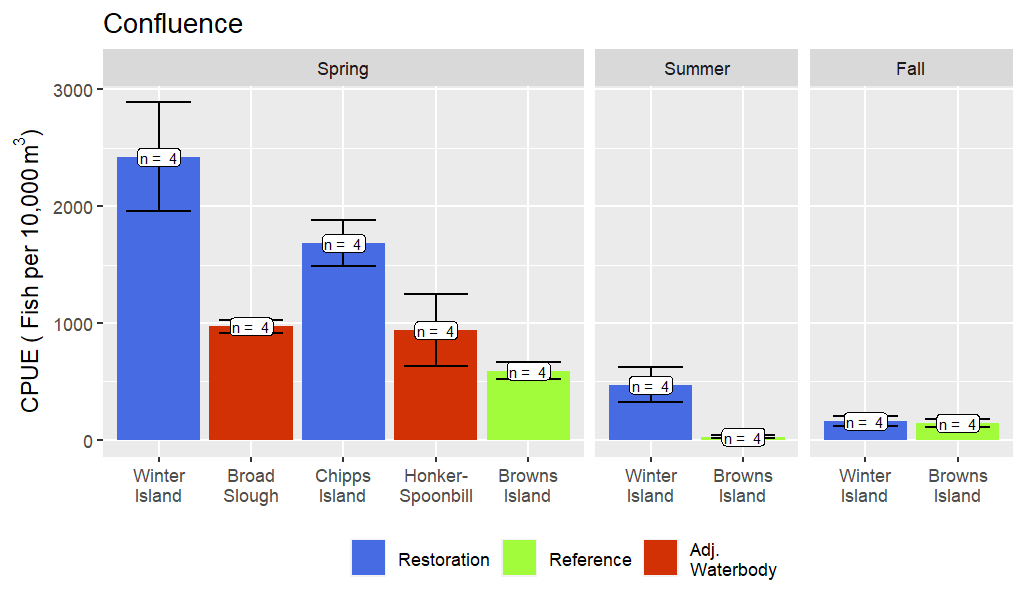 Confluence
Spring
Summer
Fall
CPUE ( Fish per 10,000 m³)
3000
2000
1000
0
n = 4
n = 4
n = 4
n = 4
n = 4
n = 4
n = 4
n = 4
n = 4
Winter
Island
Broad
Slough
Chipps
Island
Honker-
Spoonbill
Browns
Island
Winter
Island
Browns
Island
Winter
Island
Browns
Island
Restoration
Reference
Adj.
Waterbody